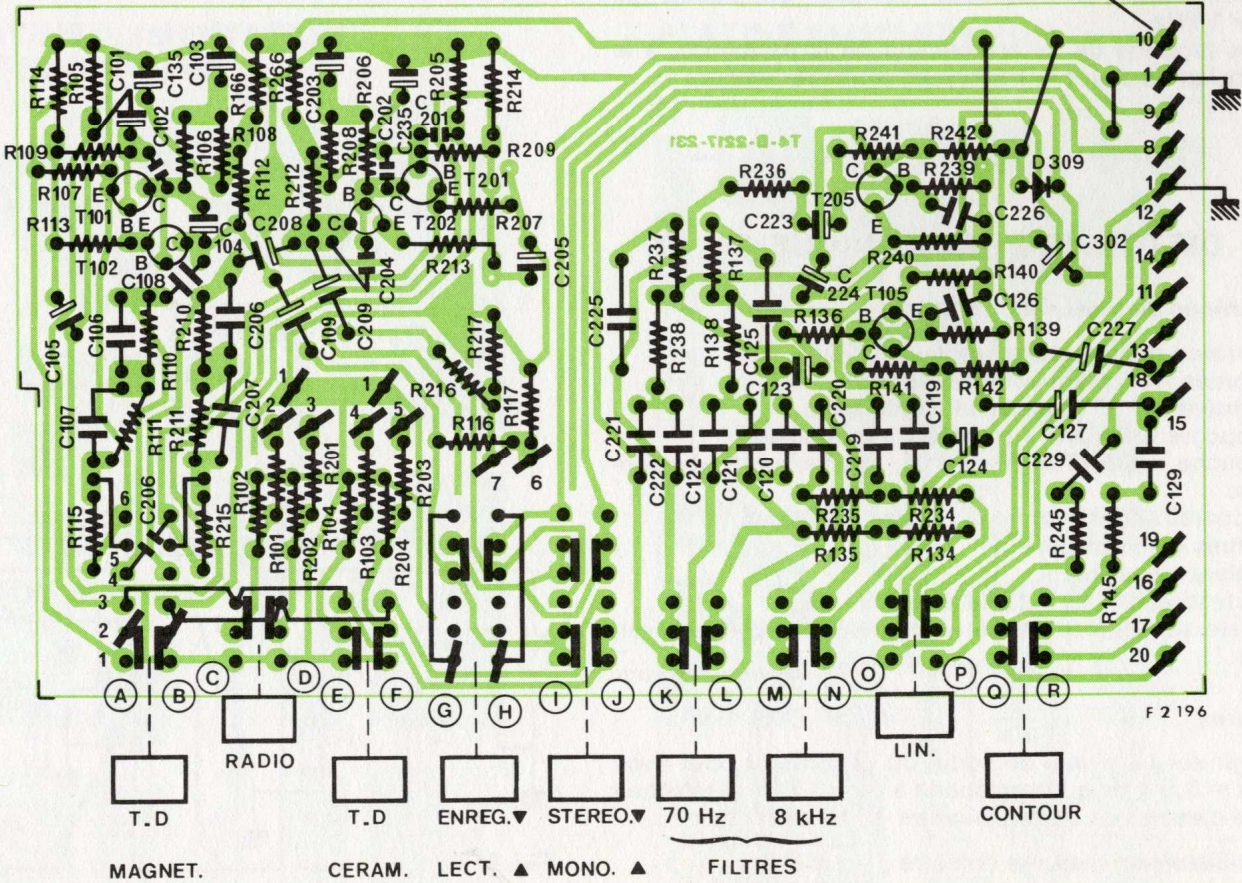 R114
R105
C101
C135
C103
R166
R266
C203
R206
C202
C235
R205
C
201
R214
10
1
9
8
1
12
14
11
13
18
15
19
16
17
20
R109
R107
R113
C102
R106
R108
R112
R212
R208
R209
T201
R207
T202
R213
T101
T102
C
104
C208
C108
C204
C205
E
B
C
B
C
E
B
C
E
C
B
E
T4-B-2217-231
R241
R242
R236
R239
D309
T205
C223
C
B
E
C226
C302
R240
R237
R137
R140
C
224
T105
C126
C225
R136
B
E
C
R139
C227
R238
R138
C125
C123
R141
R142
C105
C106
R110
R210
C206
C109
C209
R217
R216
R117
R116
7
6
C107
R111
R211
C207
1
2
3
1
4
5
R201
R203
R102
R101
R202
R104
R103
R204
R115
6
5
4
C206
R215
3
2
1
C221
C222
C122
C121
C120
C220
C219
C119
C127
C124
C229
C129
R235
R234
R135
R134
R245
R145
A
B
C
D
E
F
G
H
I
J
K
L
M
N
O
P
Q
R
F 2 196
RADIO
LIN.
T.D
T.D
ENREG.▼
STEREO.▼
70 Hz
8 kHz
CONTOUR
MAGNET.
CERAM.
LECT. ▲
MONO. ▲
FILTRES